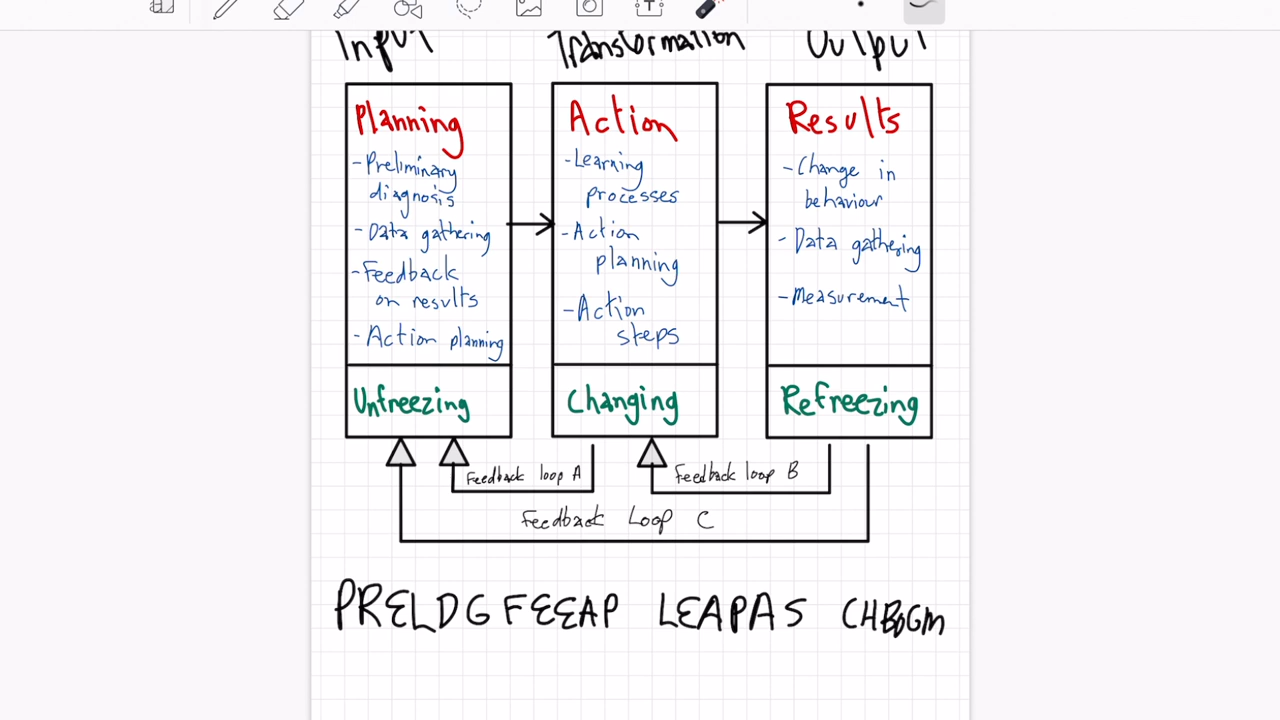 Input Transformation Output
Planning
-Preliminary
diagnosis
-Data gathering
-Feedback
on results
-Action planning
Unfreezing
Action
-Learning
processes
-Action
planning
-Action
steps
Changing
Results
-Change in
behaviour
-Data gathering
-Measurement
Refreezing
Feedback loop A
Feedback loop B
Feedback Loop C
PRELDGFEEAP LEAPAS CHBDGM